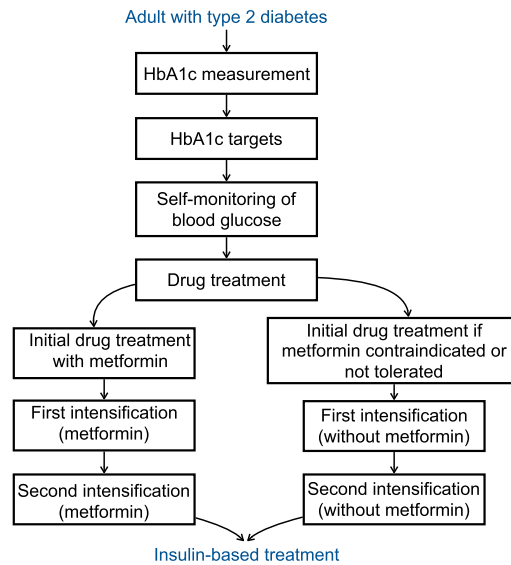 Adult with type 2 diabetes
HbA1c measurement
HbA1c targets
Self-monitoring of
blood glucose
Drug treatment
Initial drug treatment
with metformin
Initial drug treatment if
metformin contraindicated or
not tolerated
First intensification
(metformin)
First intensification
(without metformin)
Second intensification
(metformin)
Second intensification
(without metformin)
Insulin-based treatment